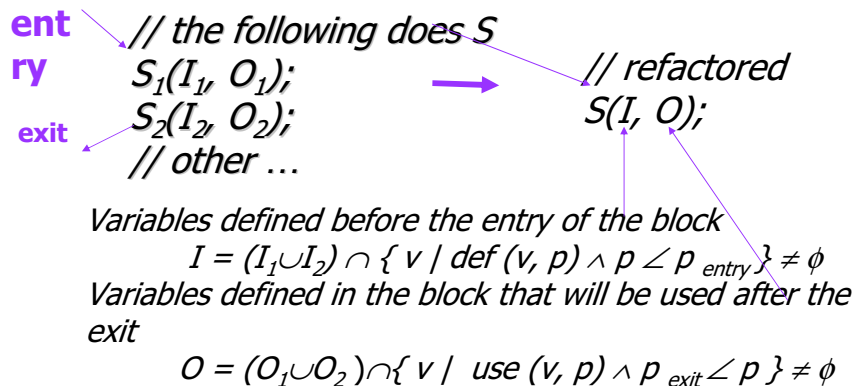 entry
// the following does S
S₁(I₁, O₁);
S₂(I₂, O₂);
exit
// other …
// refactored
S(I, O);
Variables defined before the entry of the block
I = (I₁∪I₂) ∩ { v | def (v, p) ∧ p ∠ p entry } ≠ ϕ
Variables defined in the block that will be used after the
exit
O = (O₁∪O₂ )∩{ v | use (v, p) ∧ p exit ∠ p } ≠ ϕ